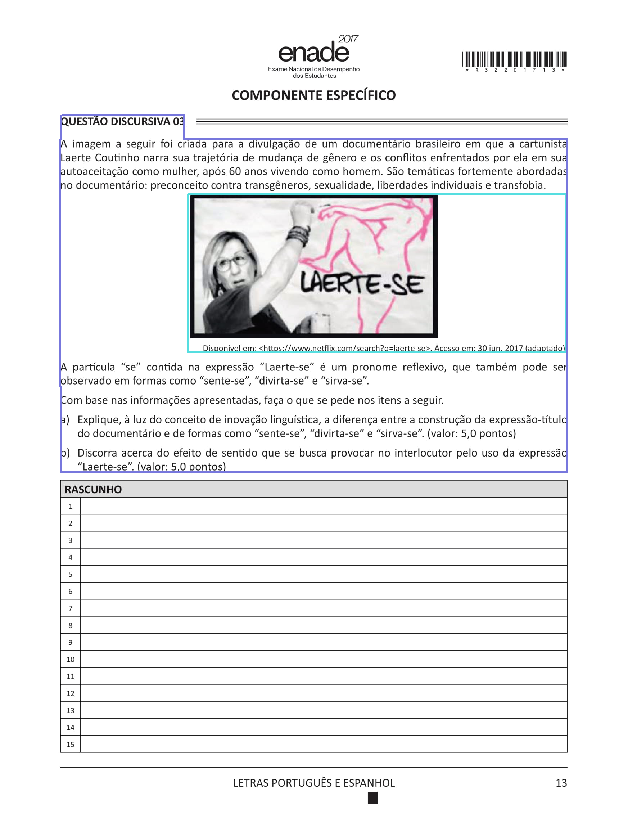 enade 2017
Exame Nacional de Desempenho
dos Estudantes
*R32201713*
COMPONENTE ESPECÍFICO
QUESTÃO DISCURSIVA 03
A imagem a seguir foi criada para a divulgação de um documentário brasileiro em que a cartunista
Laerte Coutinho narra sua trajetória de mudança de gênero e os conflitos enfrentados por ela em sua
autoaceitação como mulher, após 60 anos vivendo como homem. São temáticas fortemente abordadas
no documentário: preconceito contra transgêneros, sexualidade, liberdades individuais e transfobia.
LAERTE-SE
Disponível em: <https://www.netflix.com/search?q=laerte-se>. Acesso em: 30 jan. 2017 (adaptado).
A partícula “se” contida na expressão “Laerte-se” é um pronome reflexivo, que também pode ser
observado em formas como “sente-se”, “divirta-se” e “sirva-se”.
Com base nas informações apresentadas, faça o que se pede nos itens a seguir.
a) Explique, à luz do conceito de inovação linguística, a diferença entre a construção da expressão-título
do documentário e de formas como “sente-se”, “divirta-se” e “sirva-se”. (valor: 5,0 pontos)
b) Discorra acerca do efeito de sentido que se busca provocar no interlocutor pelo uso da expressão
“Laerte-se”. (valor: 5,0 pontos)
RASCUNHO
1
2
3
4
5
6
7
8
9
10
11
12
13
14
15
LETRAS PORTUGUÊS E ESPANHOL 13